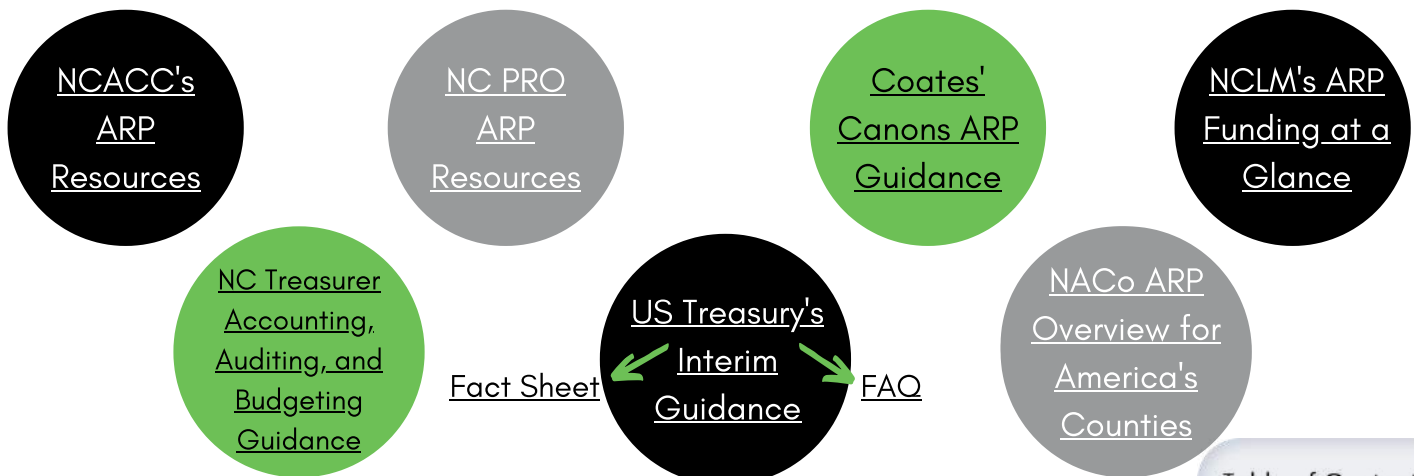 NCACC's
ARP
Resources
NC PRO
ARP
Resources
Coates'
Canons ARP
Guidance
NCLM's ARP
Funding at a
Glance
NC Treasurer
Accounting,
Auditing, and
Budgeting
Guidance
Fact Sheet
US Treasury's
Interim
Guidance
FAQ
NACo ARP
Overview for
America's
Counties